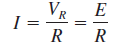 I = V_R / R = E / R